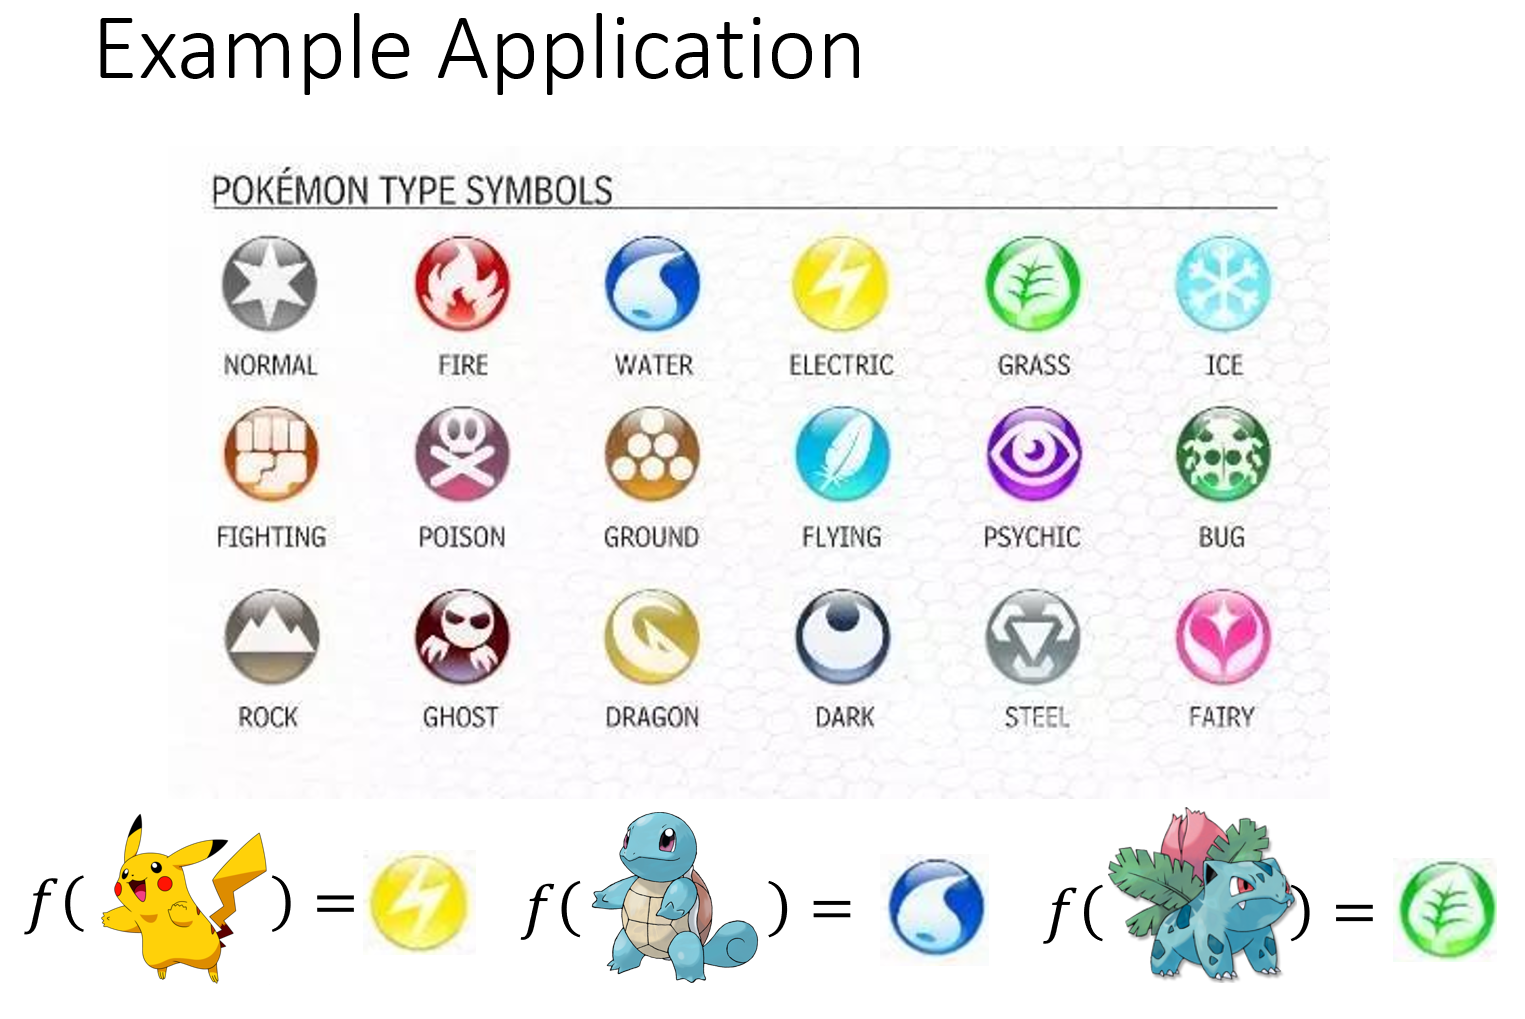 Example Application
POKÉMON TYPE SYMBOLS
NORMAL FIRE WATER ELECTRIC GRASS ICE
FIGHTING POISON GROUND FLYING PSYCHIC BUG
ROCK GHOST DRAGON DARK STEEL FAIRY
f( ) = f( ) = f( ) =